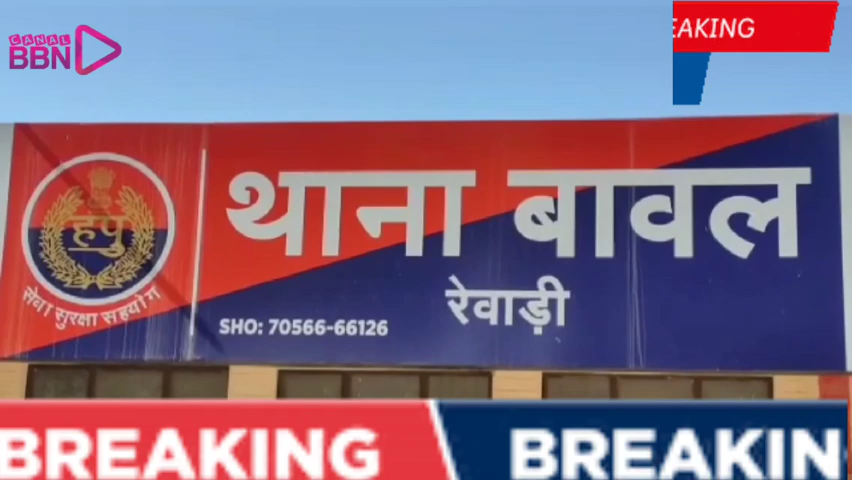 CANAL
BBN
EAKING
थाना बावल
हपु
सेवा सुरक्षा सहयोग
रेवाड़ी
SHO: 70566-66126
BREAKING
BREAKIN